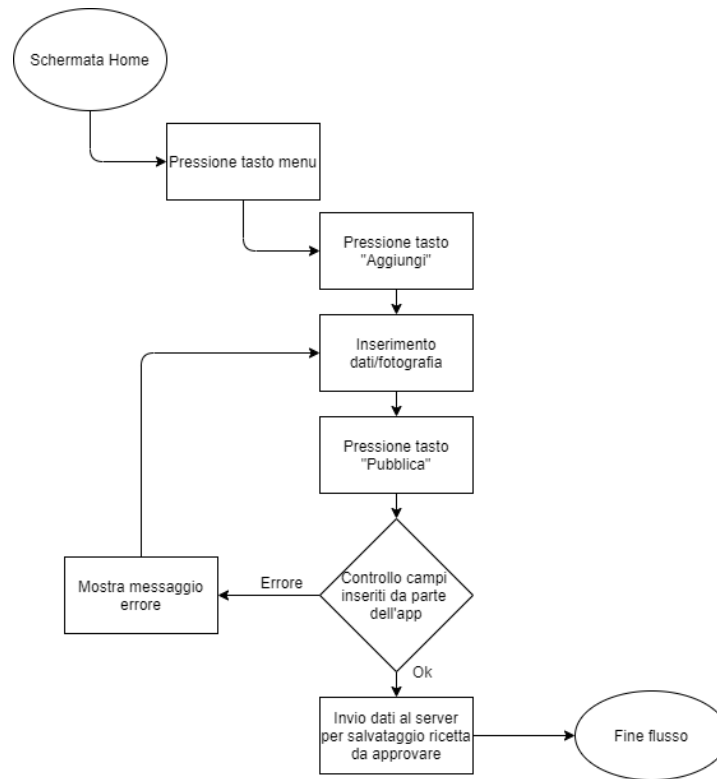 Schermata Home
Pressione tasto menu
Pressione tasto
"Aggiungi"
Inserimento
dati/fotografia
Pressione tasto
"Pubblica"
Controllo campi
inseriti da parte
dell'app
Errore
Mostra messaggio
errore
Ok
Invio dati al server
per salvataggio ricetta
da approvare
Fine flusso